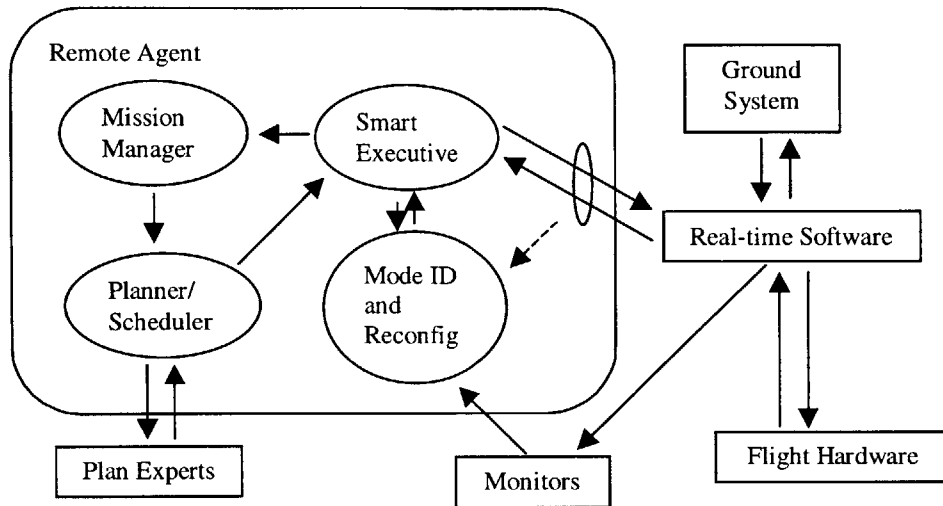 Remote Agent
Mission
Manager
Smart
Executive
Ground
System
Real-time Software
Planner/
Scheduler
Mode ID
and
Reconfig
Plan Experts
Monitors
Flight Hardware